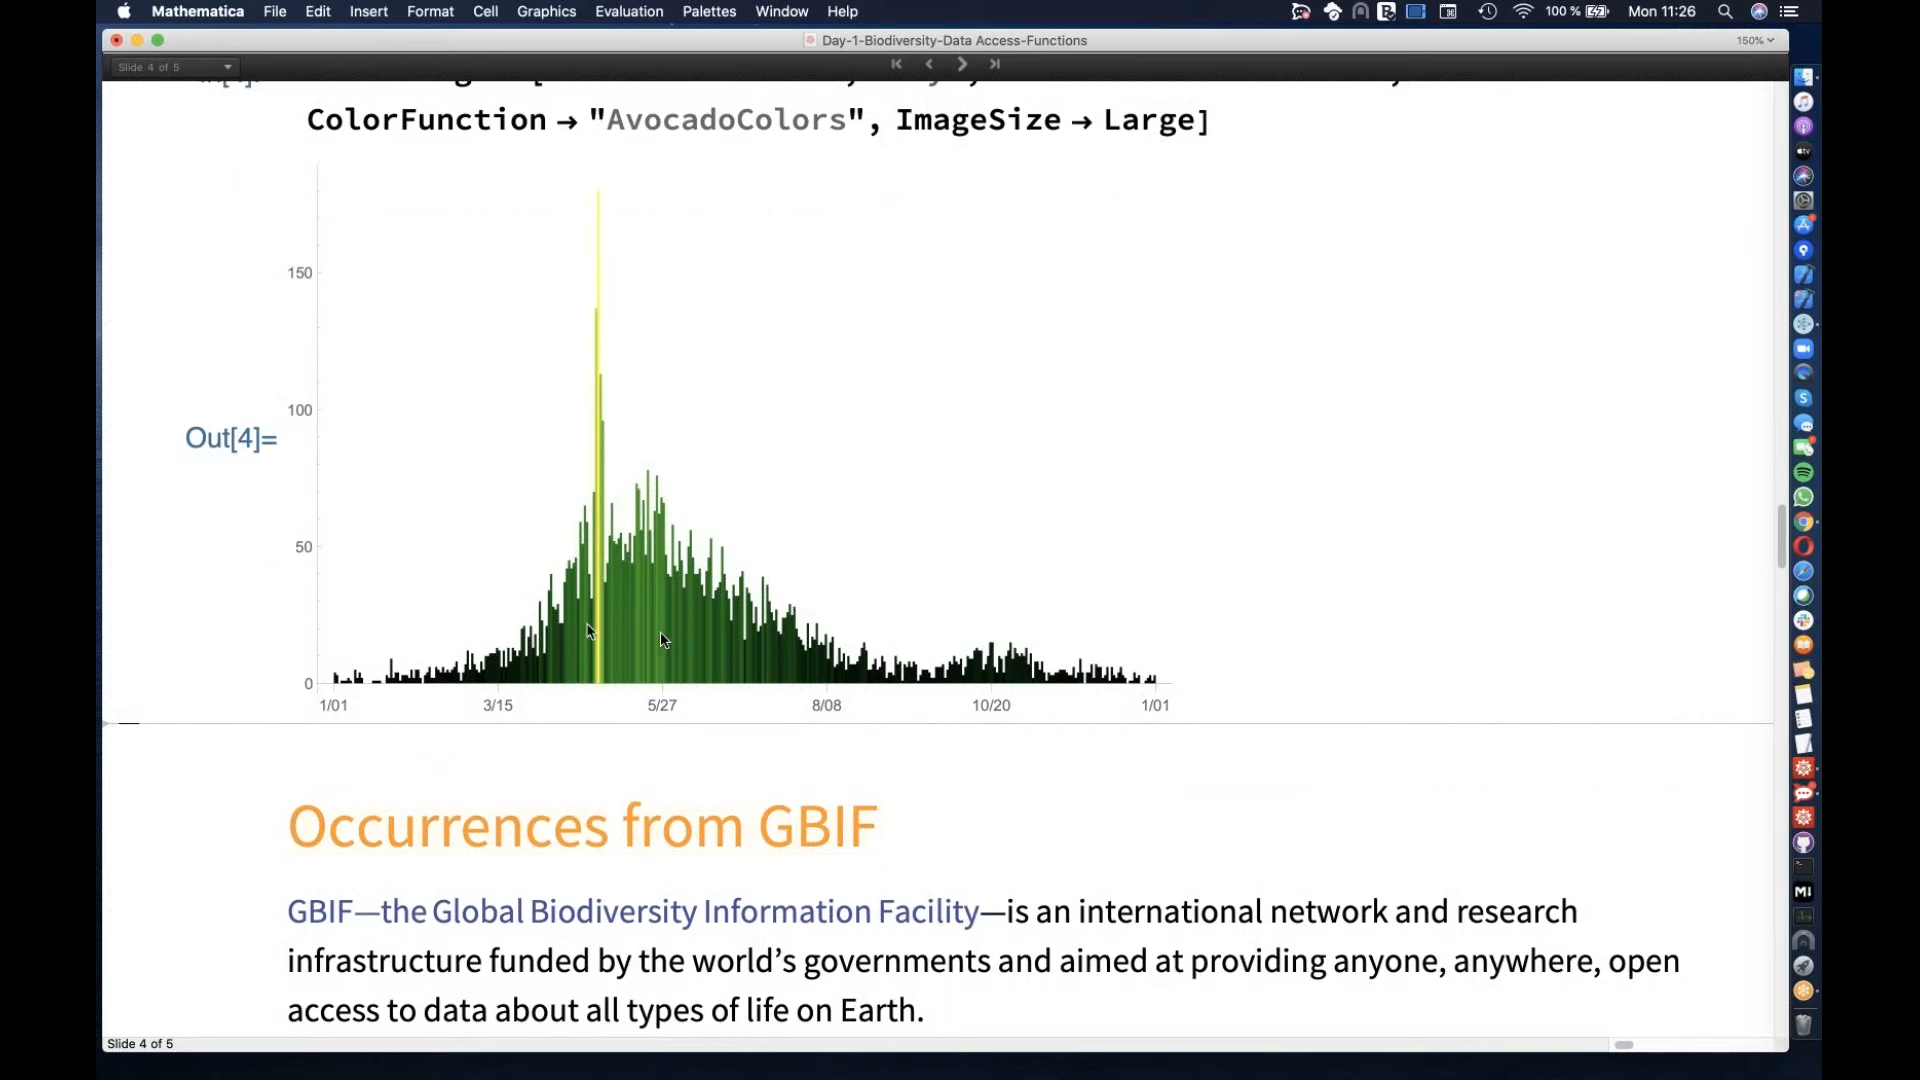 Mathematica File Edit Insert Format Cell Graphics Evaluation Palettes Window Help 100 % Mon 11:26
Day-1-Biodiversity-Data Access-Functions 150%
Slide 4 of 5
ColorFunction → "AvocadoColors", ImageSize → Large]
150
100
Out[4]=
50
0
1/01 3/15 5/27 8/08 10/20 1/01
Occurrences from GBIF
GBIF—the Global Biodiversity Information Facility—is an international network and research
infrastructure funded by the world's governments and aimed at providing anyone, anywhere, open
access to data about all types of life on Earth.
Slide 4 of 5